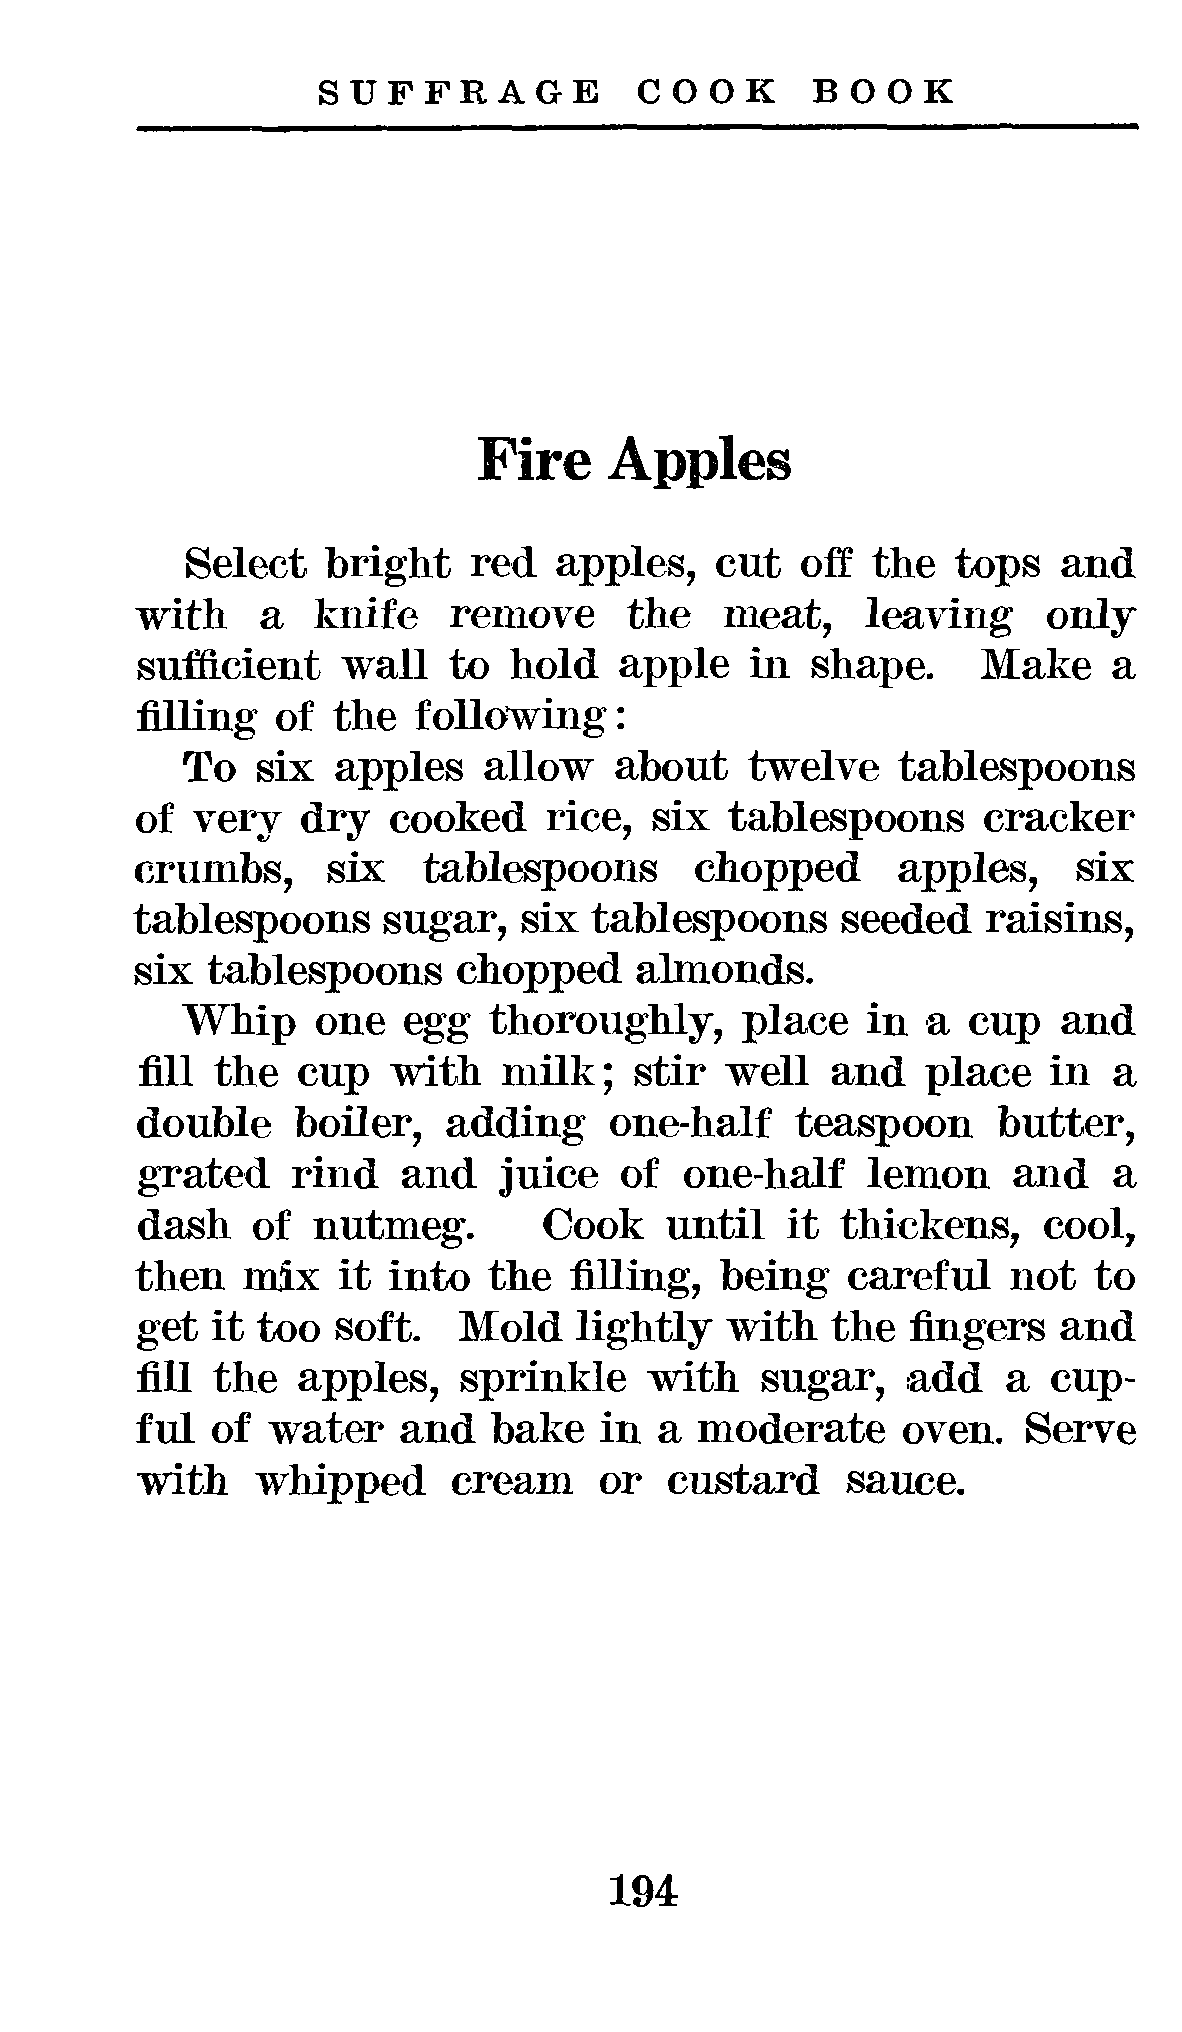 SUFFRAGE COOK BOOK
Fire Apples
Select bright red apples, cut off the tops and
with a knife remove the meat, leaving only
sufficient wall to hold apple in shape. Make a
filling of the following:
To six apples allow about twelve tablespoons
of very dry cooked rice, six tablespoons cracker
crumbs, six tablespoons chopped apples, six
tablespoons sugar, six tablespoons seeded raisins,
six tablespoons chopped almonds.
Whip one egg thoroughly, place in a cup and
fill the cup with milk; stir well and place in a
double boiler, adding one-half teaspoon butter,
grated rind and juice of one-half lemon and a
dash of nutmeg. Cook until it thickens, cool,
then mix it into the filling, being careful not to
get it too soft. Mold lightly with the fingers and
fill the apples, sprinkle with sugar, add a cup-
ful of water and bake in a moderate oven. Serve
with whipped cream or custard sauce.
194